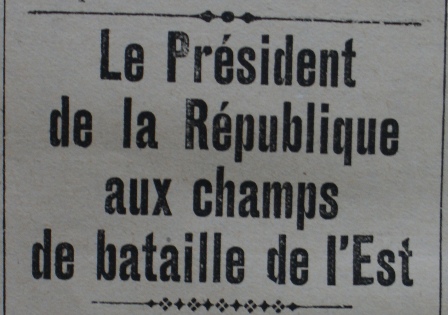 Le Président
de la République
aux champs
de bataille de l'Est